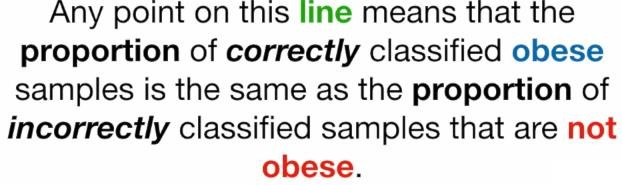 Any point on this line means that the
proportion of correctly classified obese
samples is the same as the proportion of
incorrectly classified samples that are not
obese.